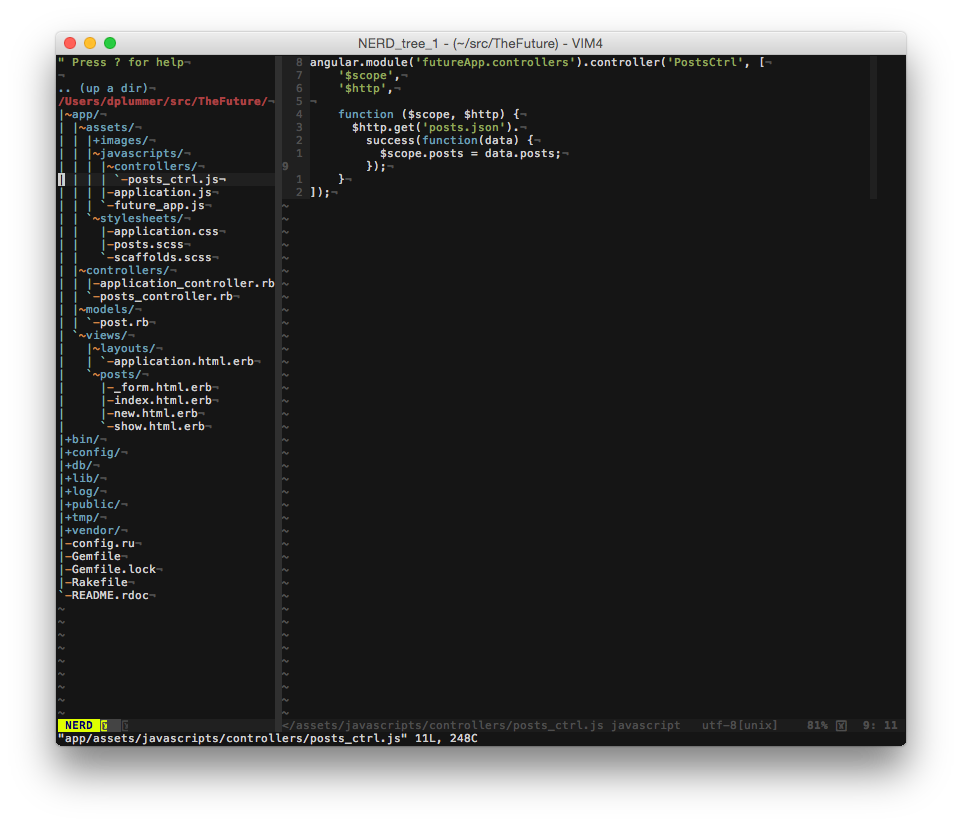 NERD_tree_1 - (~/src/TheFuture) - VIM4
" Press ? for help¬
¬
.. (up a dir)¬
/Users/dplummer/src/TheFuture/¬
|~app/¬
| |~assets/¬
| | |+images/¬
| | |~javascripts/¬
| | | |~controllers/¬
| | | | `-posts_ctrl.js¬
| | | |-application.js¬
| | | `-future_app.js¬
| | `~stylesheets/¬
| |   |-application.css¬
| |   |-posts.scss¬
| |   `-scaffolds.scss¬
| |~controllers/¬
| | |-application_controller.rb
| | `-posts_controller.rb¬
| |~models/¬
| | `-post.rb¬
| `~views/¬
|   |~layouts/¬
|   | `-application.html.erb¬
|   `~posts/¬
|     |-_form.html.erb¬
|     |-index.html.erb¬
|     |-new.html.erb¬
|     `-show.html.erb¬
|+bin/¬
|+config/¬
|+db/¬
|+lib/¬
|+log/¬
|+public/¬
|+tmp/¬
|+vendor/¬
|-config.ru¬
|-Gemfile¬
|-Gemfile.lock¬
|-Rakefile¬
`-README.rdoc¬
8 angular.module('futureApp.controllers').controller('PostsCtrl', [¬
7     '$scope',¬
6     '$http',¬
5 ¬
4     function ($scope, $http) {¬
3       $http.get('posts.json').¬
2         success(function(data) {¬
1           $scope.posts = data.posts;¬
9         });¬
1     }¬
2 ]);¬
NERD
</assets/javascripts/controllers/posts_ctrl.js javascript utf-8[unix] 81% 9: 11
"app/assets/javascripts/controllers/posts_ctrl.js" 11L, 248C